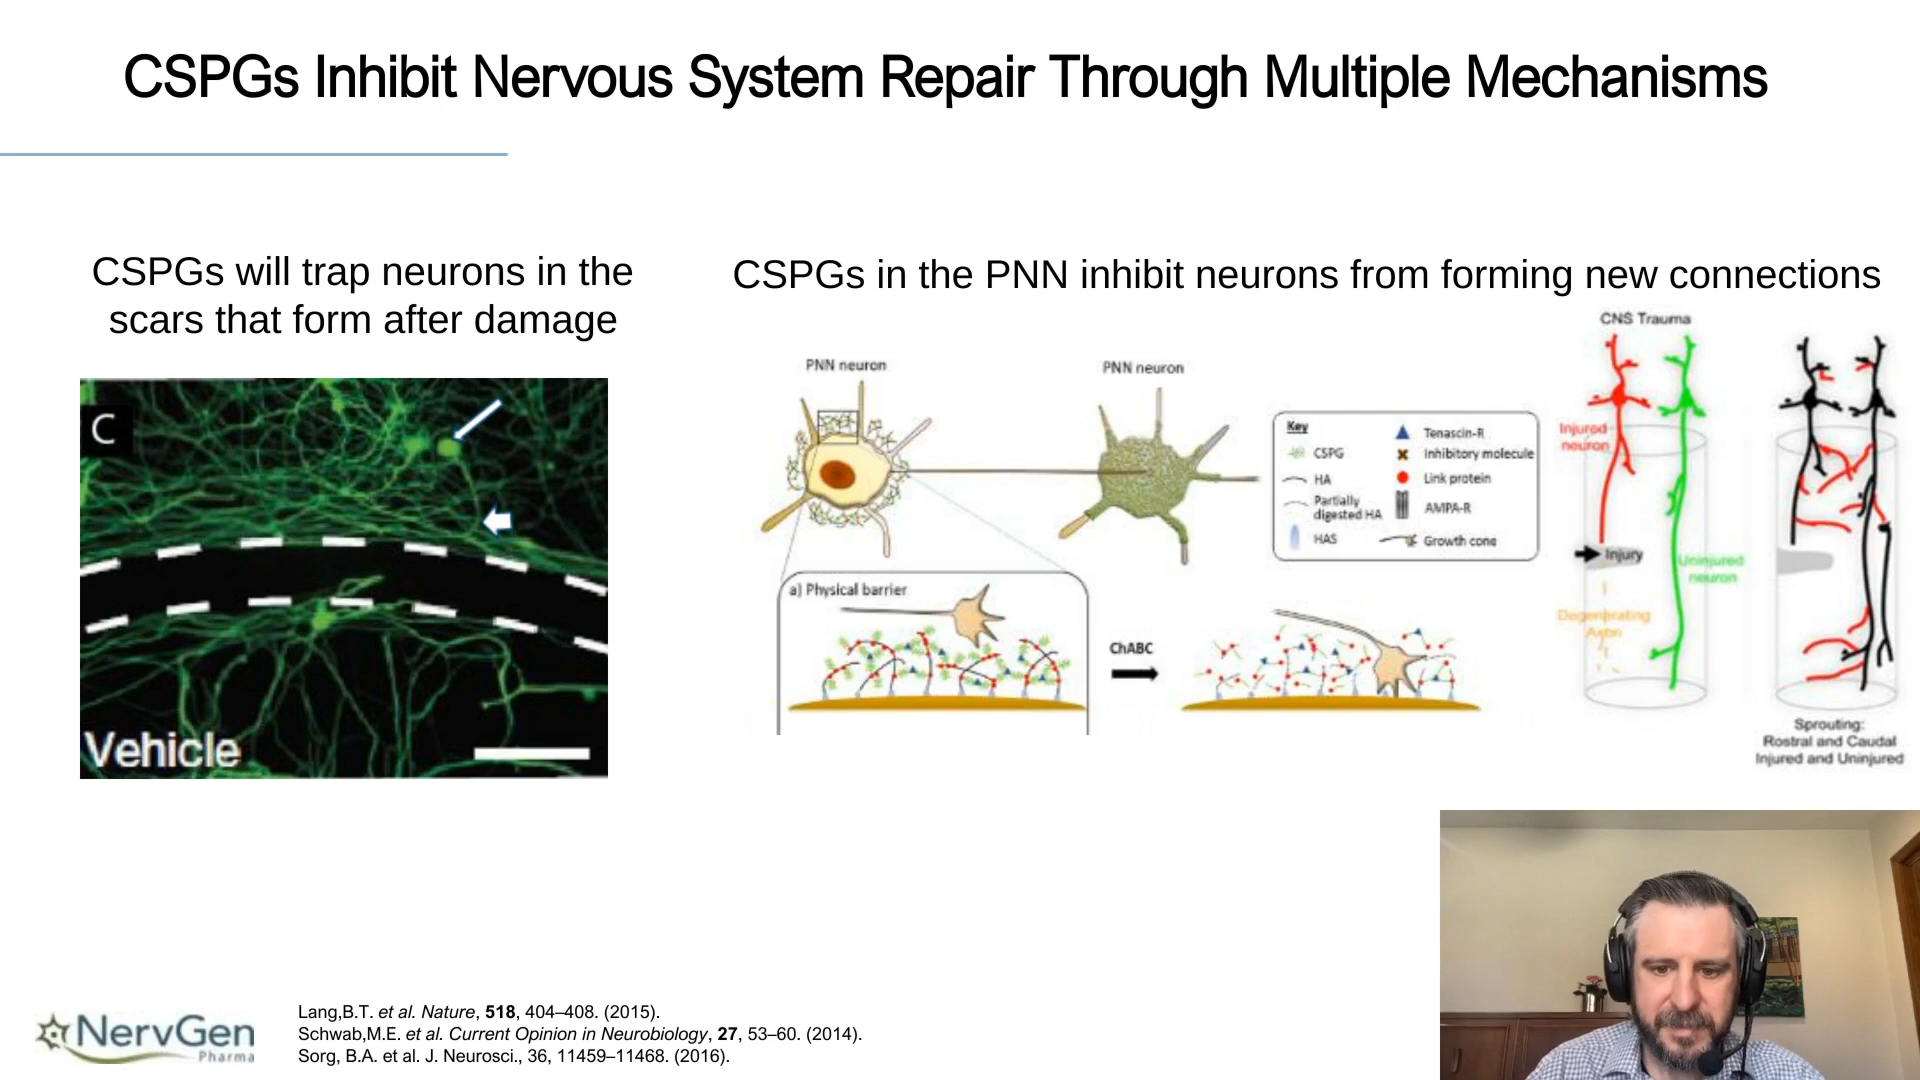 CSPGs Inhibit Nervous System Repair Through Multiple Mechanisms
CSPGs will trap neurons in the
scars that form after damage
C
Vehicle
CSPGs in the PNN inhibit neurons from forming new connections
PNN neuron
PNN neuron
Key
CSPG
HA
Partially
digested HA
HAS
Tenascin-R
Inhibitory molecule
Link protein
AMPA-R
Growth cone
a) Physical barrier
ChABC
CNS Trauma
Injured
neuron
Injury
Uninjured
neuron
Degenerating
Axon
Sprouting:
Rostral and Caudal
Injured and Uninjured
NervGen
Pharma
Lang,B.T. et al. Nature, 518, 404–408. (2015).
Schwab,M.E. et al. Current Opinion in Neurobiology, 27, 53–60. (2014).
Sorg, B.A. et al. J. Neurosci., 36, 11459–11468. (2016).